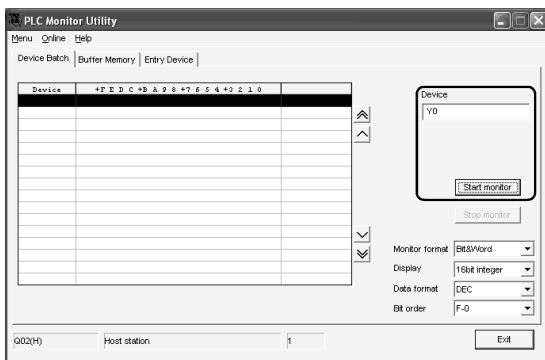 PLC Monitor Utility
Menu Online Help
Device Batch Buffer Memory Entry Device
Device +F E D C +B A 9 8 +7 6 5 4 +3 2 1 0
Device
Y0
Start monitor
Stop monitor
Monitor format Bit&Word
Display 16bit integer
Data format DEC
Bit order F-0
Q02(H) Host station 1 Exit